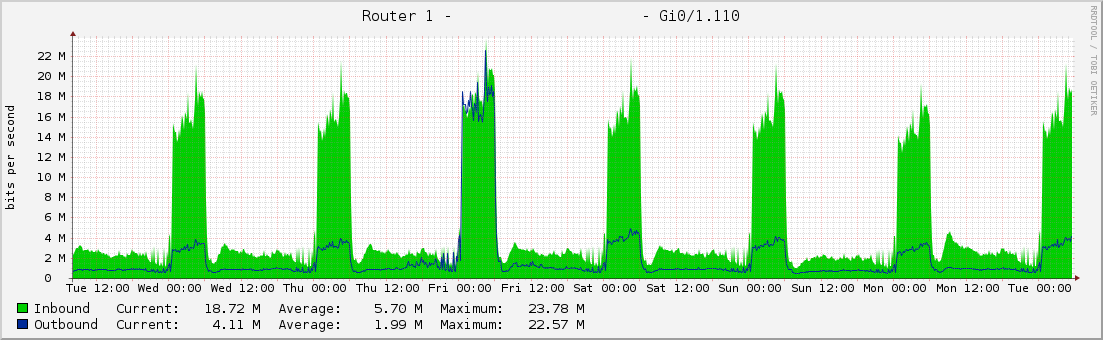 Router 1 - - Gi0/1.110
RRDTOOL / TOBI OETIKER
bits per second
22 M
20 M
18 M
16 M
14 M
12 M
10 M
8 M
6 M
4 M
2 M
0
Tue 12:00 Wed 00:00 Wed 12:00 Thu 00:00 Thu 12:00 Fri 00:00 Fri 12:00 Sat 00:00 Sat 12:00 Sun 00:00 Sun 12:00 Mon 00:00 Mon 12:00 Tue 00:00
Inbound Current: 18.72 M Average: 5.70 M Maximum: 23.78 M
Outbound Current: 4.11 M Average: 1.99 M Maximum: 22.57 M